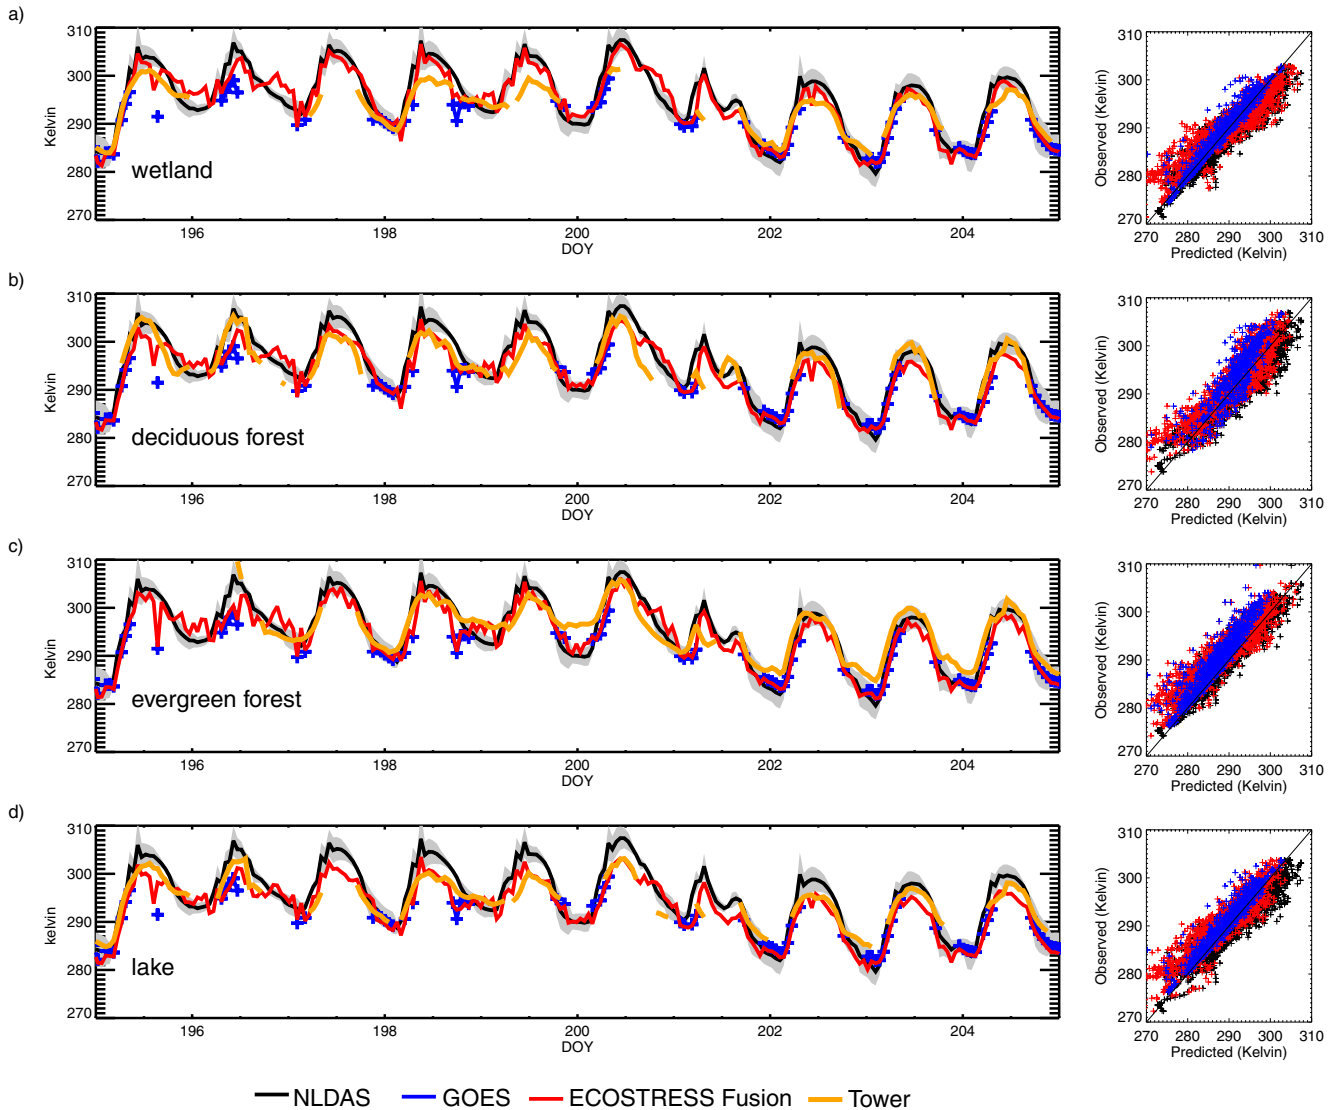 a)
310
300
290
280
270
Kelvin
wetland
196
198
200
202
204
DOY
310
300
290
280
270
Observed (Kelvin)
270
280
290
300
310
Predicted (Kelvin)
b)
310
300
290
280
270
Kelvin
deciduous forest
196
198
200
202
204
DOY
310
300
290
280
270
Observed (Kelvin)
270
280
290
300
310
Predicted (Kelvin)
c)
310
300
290
280
270
Kelvin
evergreen forest
196
198
200
202
204
DOY
310
300
290
280
270
Observed (Kelvin)
270
280
290
300
310
Predicted (Kelvin)
d)
310
300
290
280
270
kelvin
lake
196
198
200
202
204
DOY
310
300
290
280
270
Observed (Kelvin)
270
280
290
300
310
Predicted (Kelvin)
NLDAS
GOES
ECOSTRESS Fusion
Tower